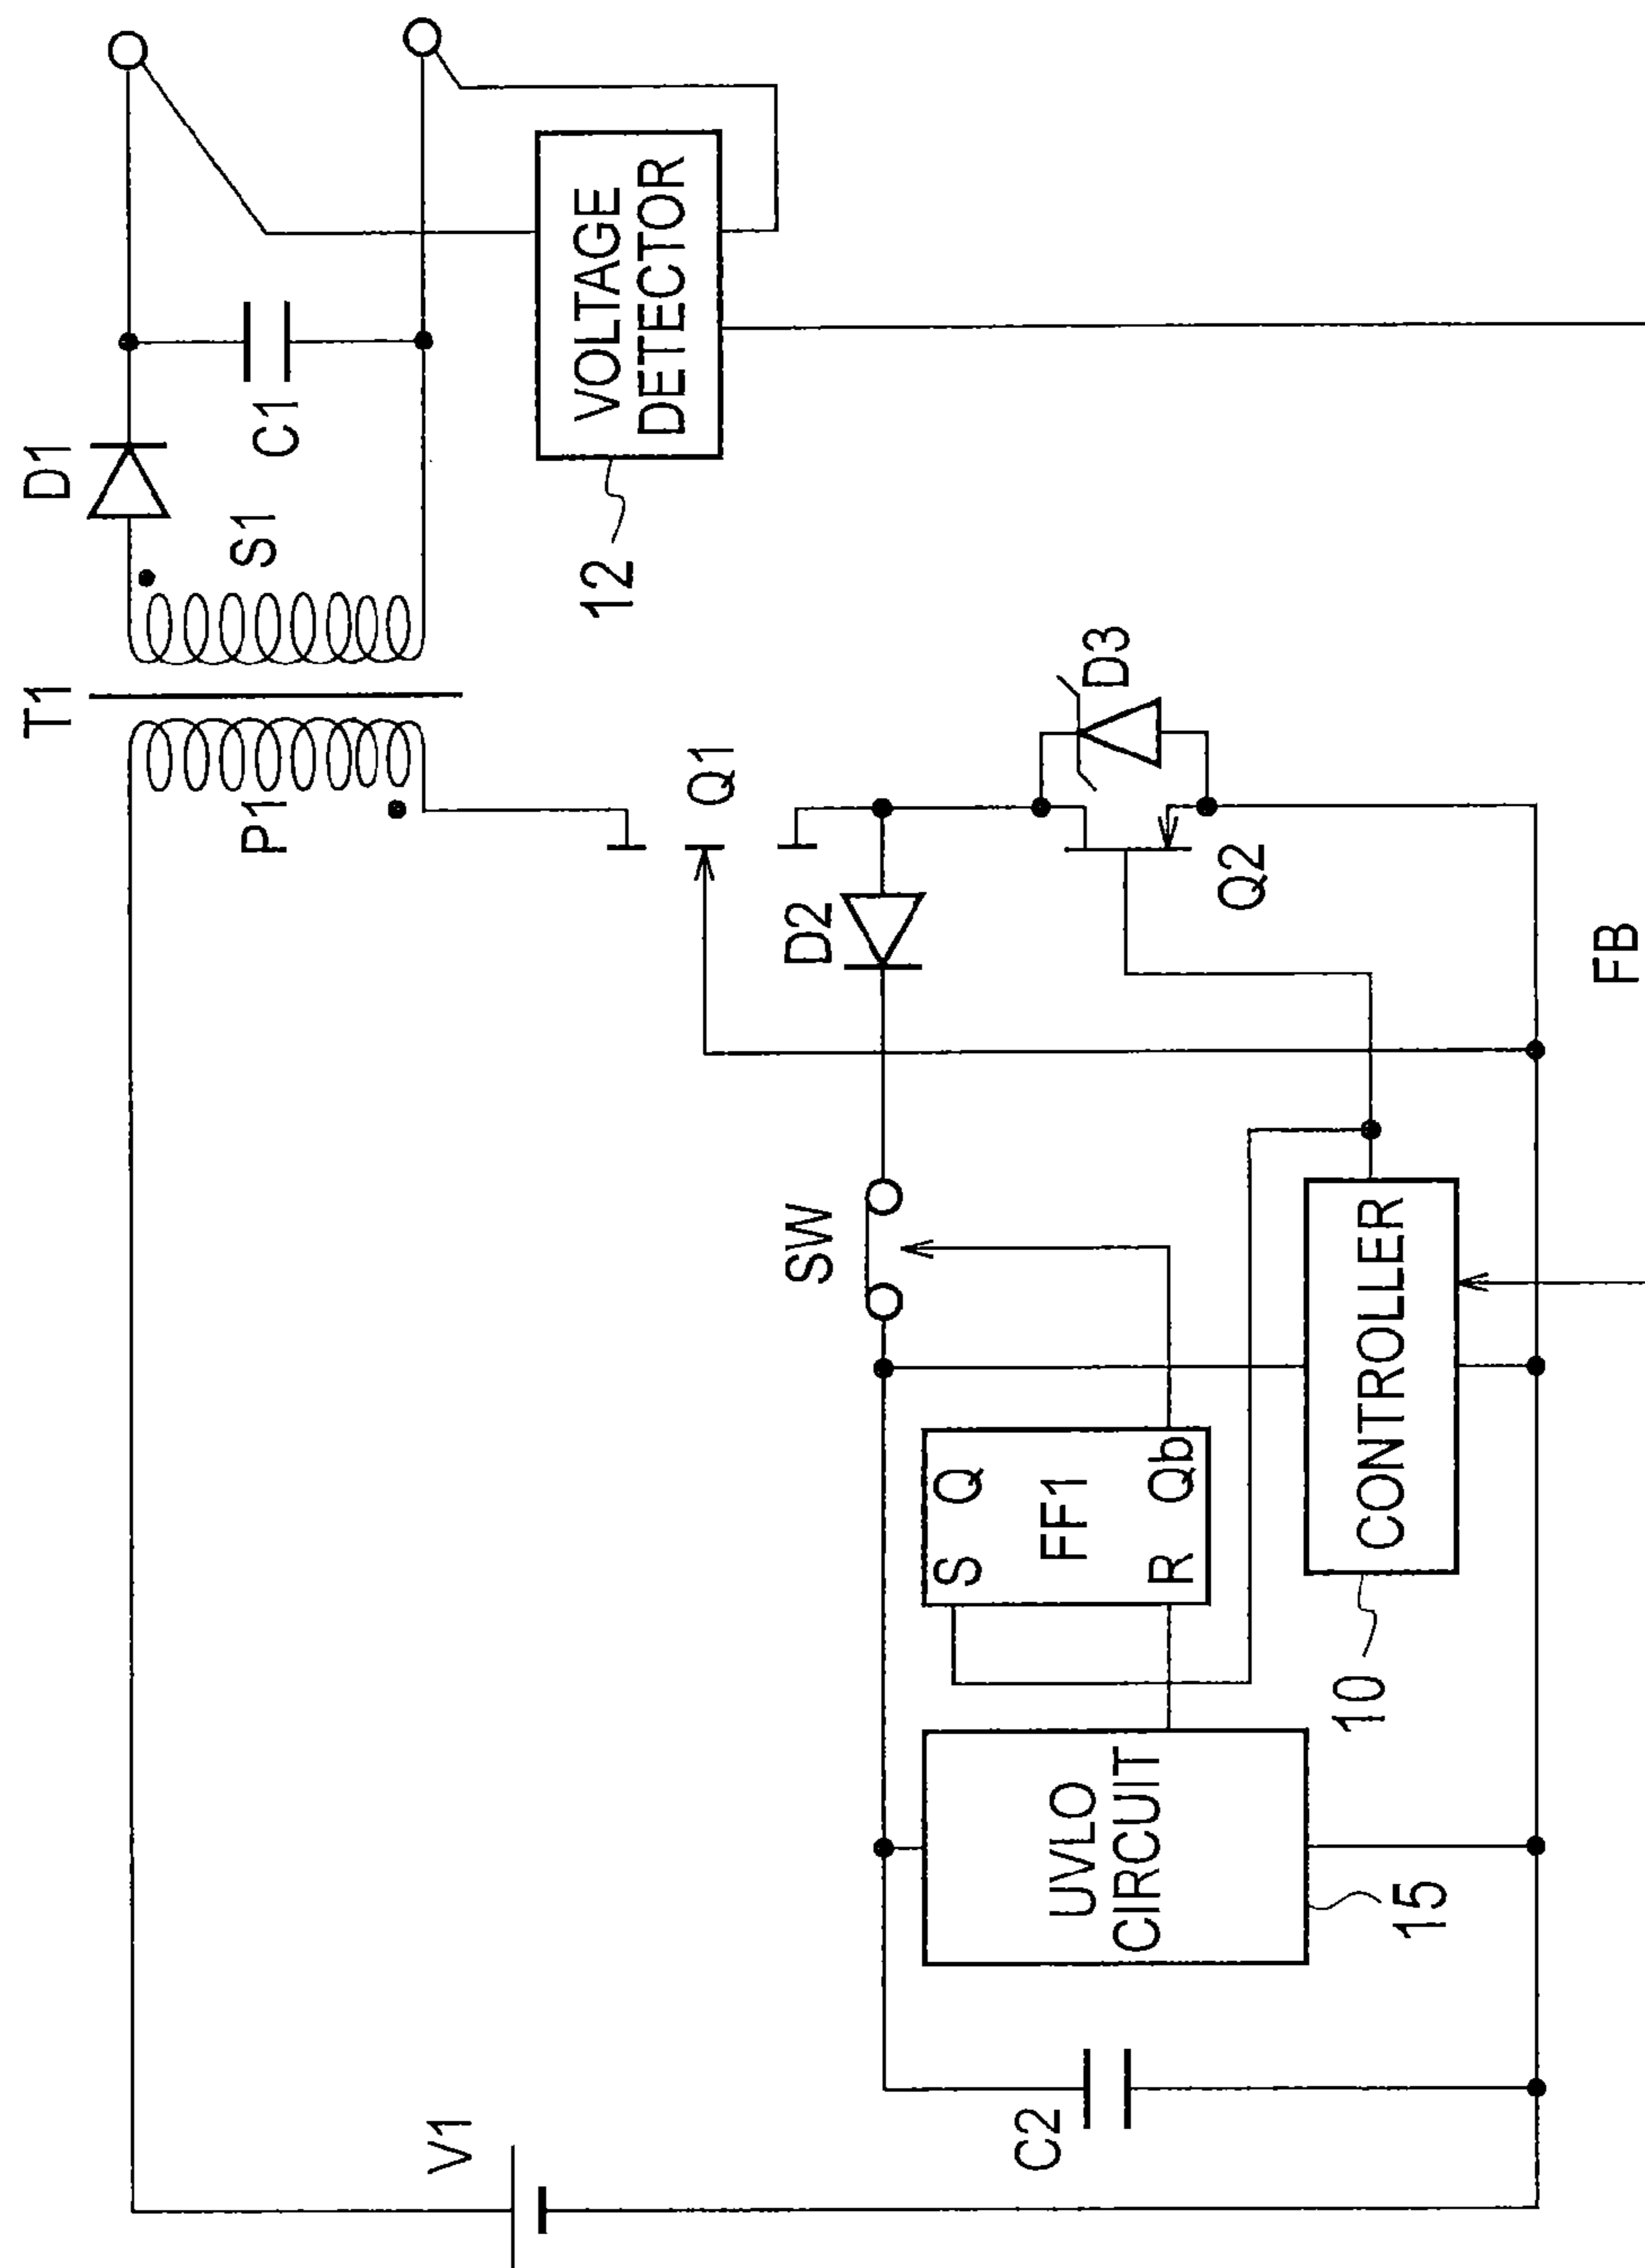 V1
C2
UVLO
CIRCUIT
15
S
Q
FF1
R
Qb
10
CONTROLLER
SW
FB
D2
Q1
Q2
D3
T1
P1
S1
D1
C1
12
VOLTAGE
DETECTOR